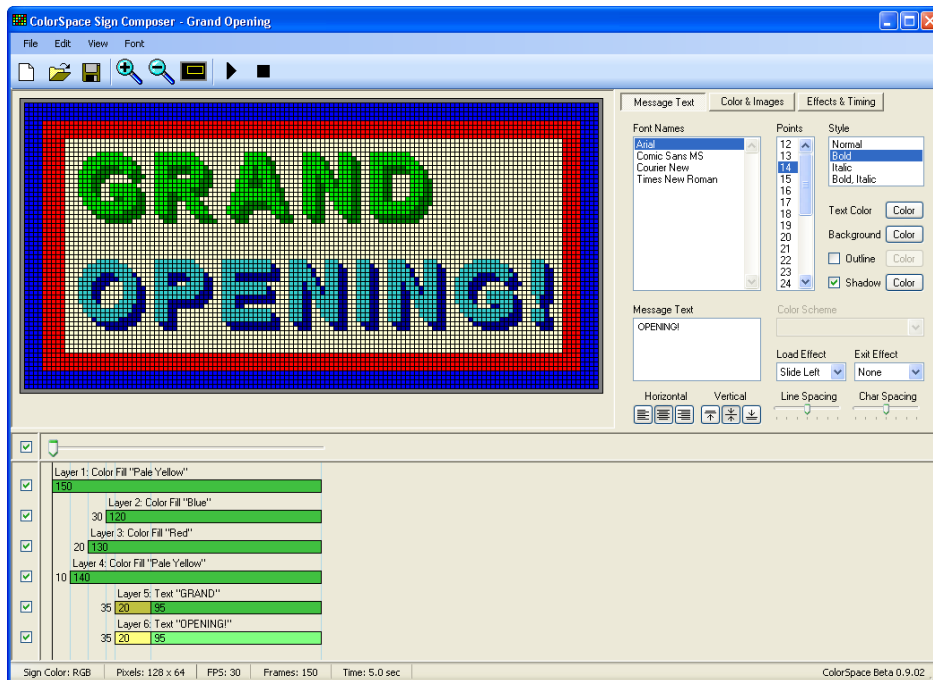 ColorSpace Sign Composer - Grand Opening
File Edit View Font
GRAND
OPENING!
Message Text Color & Images Effects & Timing
Font Names Points Style
Arial
Comic Sans MS
Courier New
Times New Roman
12
13
14
15
16
17
18
19
20
21
22
23
24
Normal
Bold
Italic
Bold, Italic
Text Color Color
Background Color
Outline Color
Shadow Color
Message Text
OPENING!
Color Scheme
Load Effect Exit Effect
Slide Left None
Horizontal Vertical Line Spacing Char Spacing
Layer 1: Color Fill "Pale Yellow"
150
Layer 2: Color Fill "Blue"
30 120
Layer 3: Color Fill "Red"
20 130
Layer 4: Color Fill "Pale Yellow"
10 140
Layer 5: Text "GRAND"
35 20 95
Layer 6: Text "OPENING!"
35 20 95
Sign Color: RGB Pixels: 128 x 64 FPS: 30 Frames: 150 Time: 5.0 sec ColorSpace Beta 0.9.02